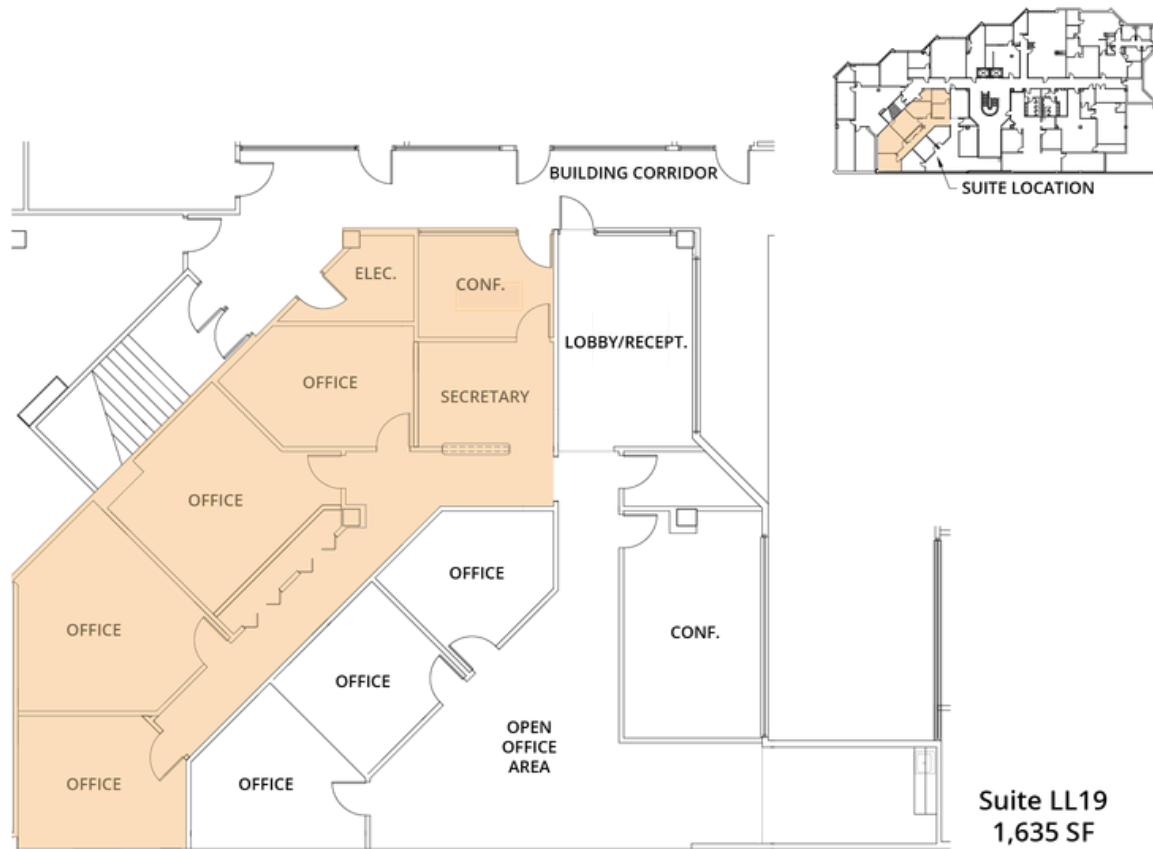 BUILDING CORRIDOR
SUITE LOCATION
ELEC.
CONF.
LOBBY/RECEPT.
OFFICE
SECRETARY
OFFICE
OFFICE
OFFICE
CONF.
OFFICE
OPEN
OFFICE
AREA
OFFICE
OFFICE
Suite LL19
1,635 SF